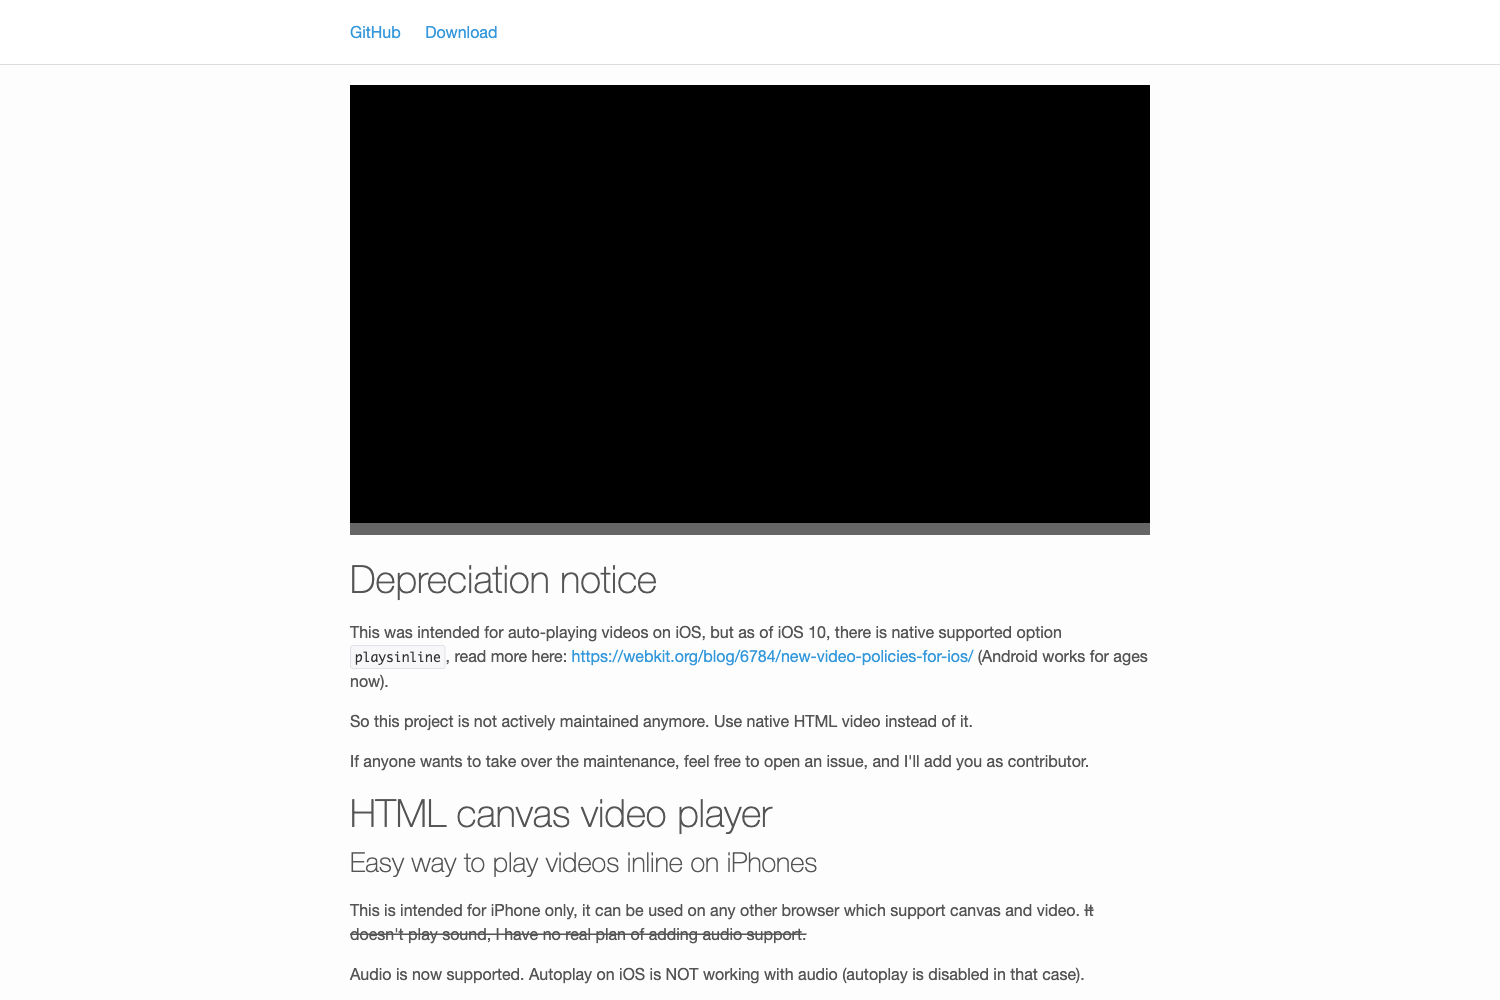 GitHub Download
Depreciation notice
This was intended for auto-playing videos on iOS, but as of iOS 10, there is native supported option
playsinline, read more here: https://webkit.org/blog/6784/new-video-policies-for-ios/ (Android works for ages
now).
So this project is not actively maintained anymore. Use native HTML video instead of it.
If anyone wants to take over the maintenance, feel free to open an issue, and I'll add you as contributor.
HTML canvas video player
Easy way to play videos inline on iPhones
This is intended for iPhone only, it can be used on any other browser which support canvas and video. It
doesn't play sound, I have no real plan of adding audio support.
Audio is now supported. Autoplay on iOS is NOT working with audio (autoplay is disabled in that case).